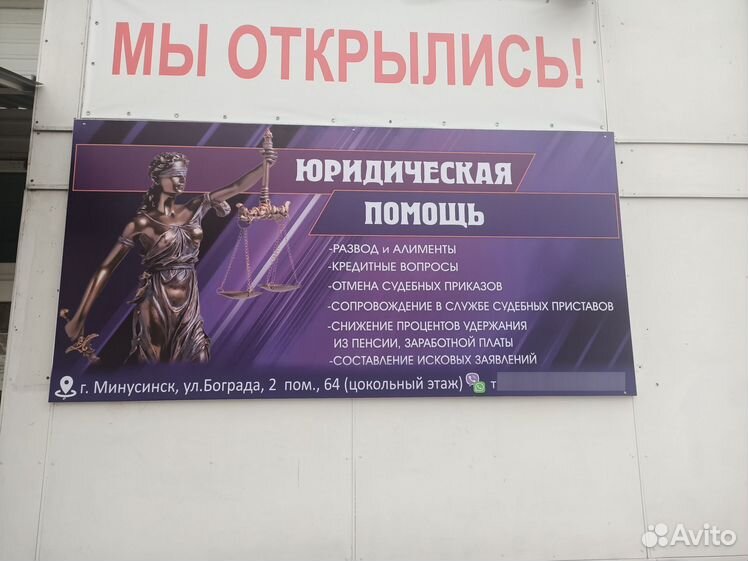 МЫ ОТКРЫЛИСЬ!
ЮРИДИЧЕСКАЯ
ПОМОЩЬ
-РАЗВОД и АЛИМЕНТЫ
-КРЕДИТНЫЕ ВОПРОСЫ
-ОТМЕНА СУДЕБНЫХ ПРИКАЗОВ
-СОПРОВОЖДЕНИЕ В СЛУЖБЕ СУДЕБНЫХ ПРИСТАВОВ
-СНИЖЕНИЕ ПРОЦЕНТОВ УДЕРЖАНИЯ
ИЗ ПЕНСИИ, ЗАРАБОТНОЙ ПЛАТЫ
-СОСТАВЛЕНИЕ ИСКОВЫХ ЗАЯВЛЕНИЙ
г. Минусинск, ул.Бограда, 2 пом., 64 (цокольный этаж) т
Avito